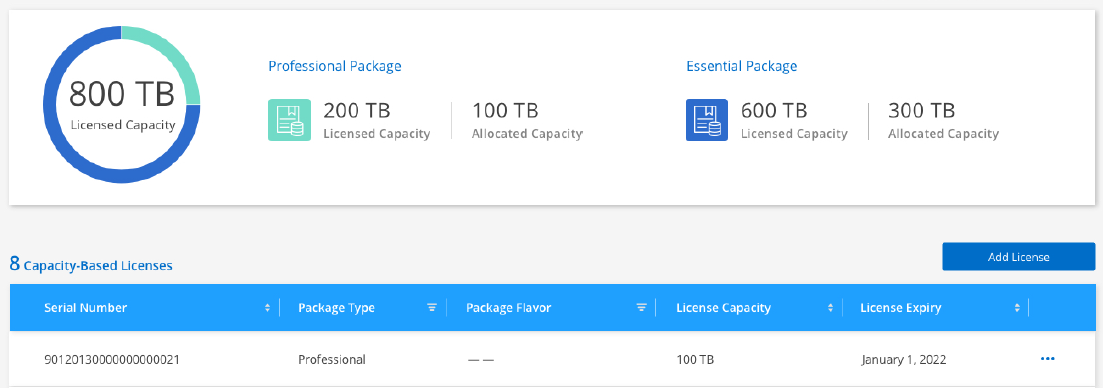 800 TB
Licensed Capacity
Professional Package
200 TB
Licensed Capacity
100 TB
Allocated Capacity
Essential Package
600 TB
Licensed Capacity
300 TB
Allocated Capacity
8 Capacity-Based Licenses
Add License
Serial Number Package Type Package Flavor License Capacity License Expiry
90120130000000000021 Professional — — 100 TB January 1, 2022